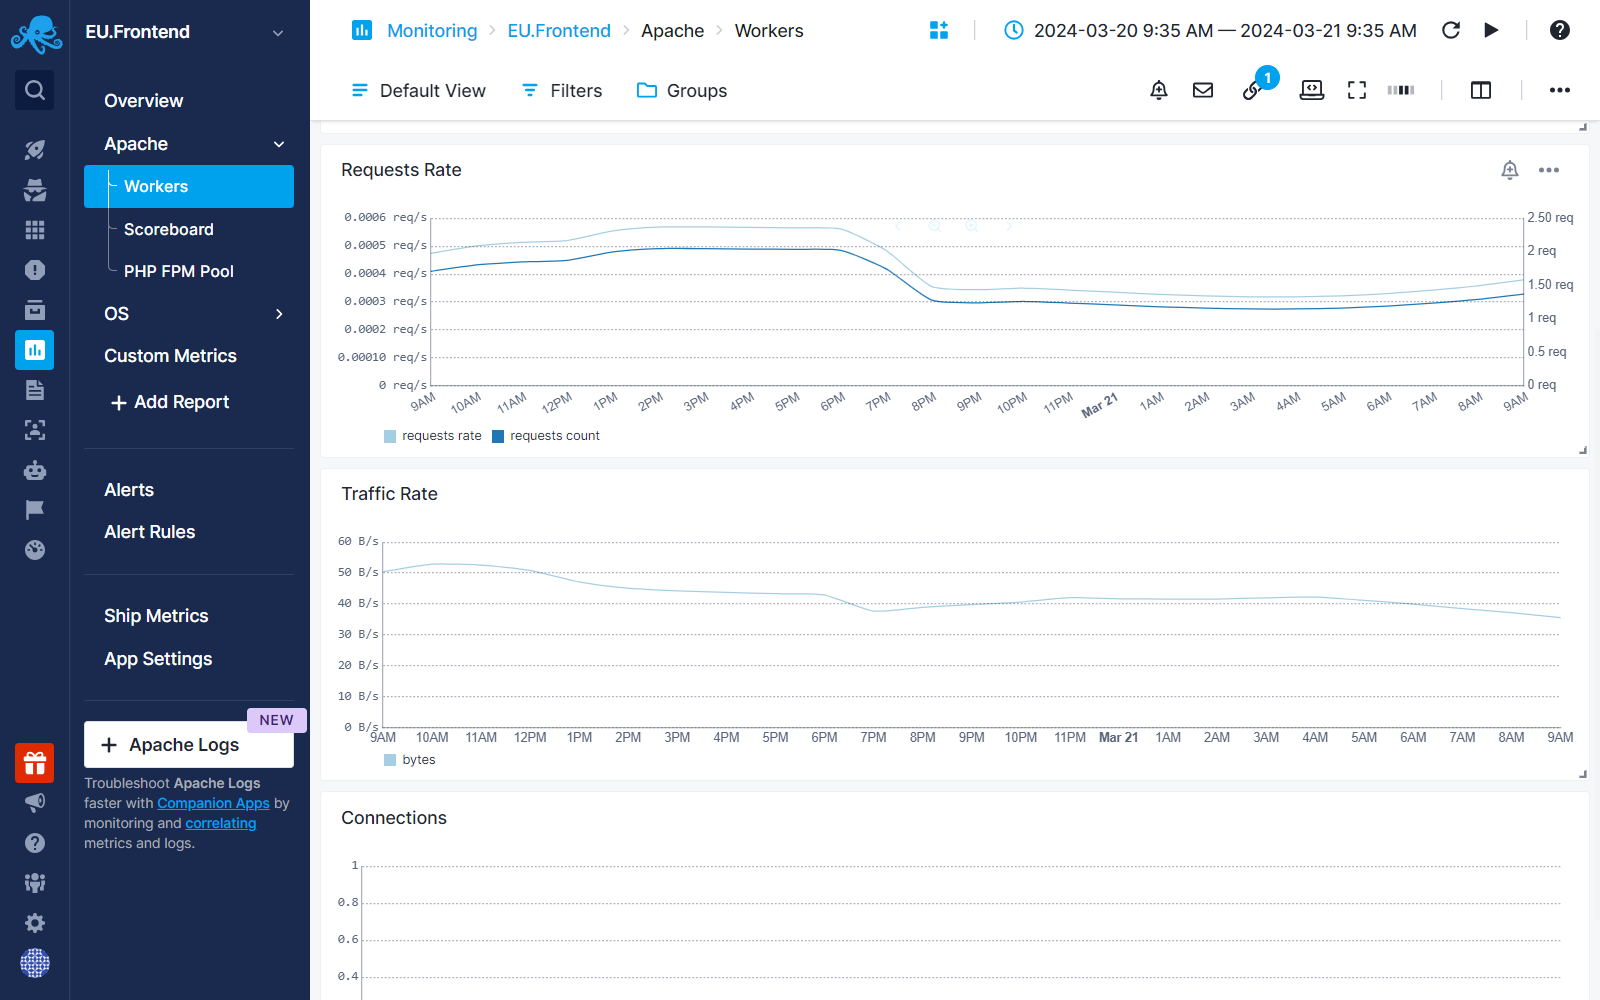 EU.Frontend
Overview
Apache
Workers
Scoreboard
PHP FPM Pool
OS
Custom Metrics
Add Report
Alerts
Alert Rules
Ship Metrics
App Settings
NEW
Apache Logs
Troubleshoot Apache Logs
faster with Companion Apps by
monitoring and correlating
metrics and logs.
Monitoring EU.Frontend Apache Workers
2024-03-20 9:35 AM — 2024-03-21 9:35 AM
Default View Filters Groups
1
Requests Rate
0.0006 req/s
0.0005 req/s
0.0004 req/s
0.0003 req/s
0.0002 req/s
0.00010 req/s
0 req/s
2.50 req
2 req
1.50 req
1 req
0.5 req
0 req
9AM 10AM 11AM 12PM 1PM 2PM 3PM 4PM 5PM 6PM 7PM 8PM 9PM 10PM 11PM Mar 21 1AM 2AM 3AM 4AM 5AM 6AM 7AM 8AM 9AM
requests rate requests count
Traffic Rate
60 B/s
50 B/s
40 B/s
30 B/s
20 B/s
10 B/s
0 B/s
9AM 10AM 11AM 12PM 1PM 2PM 3PM 4PM 5PM 6PM 7PM 8PM 9PM 10PM 11PM Mar 21 1AM 2AM 3AM 4AM 5AM 6AM 7AM 8AM 9AM
bytes
Connections
1
0.8
0.6
0.4